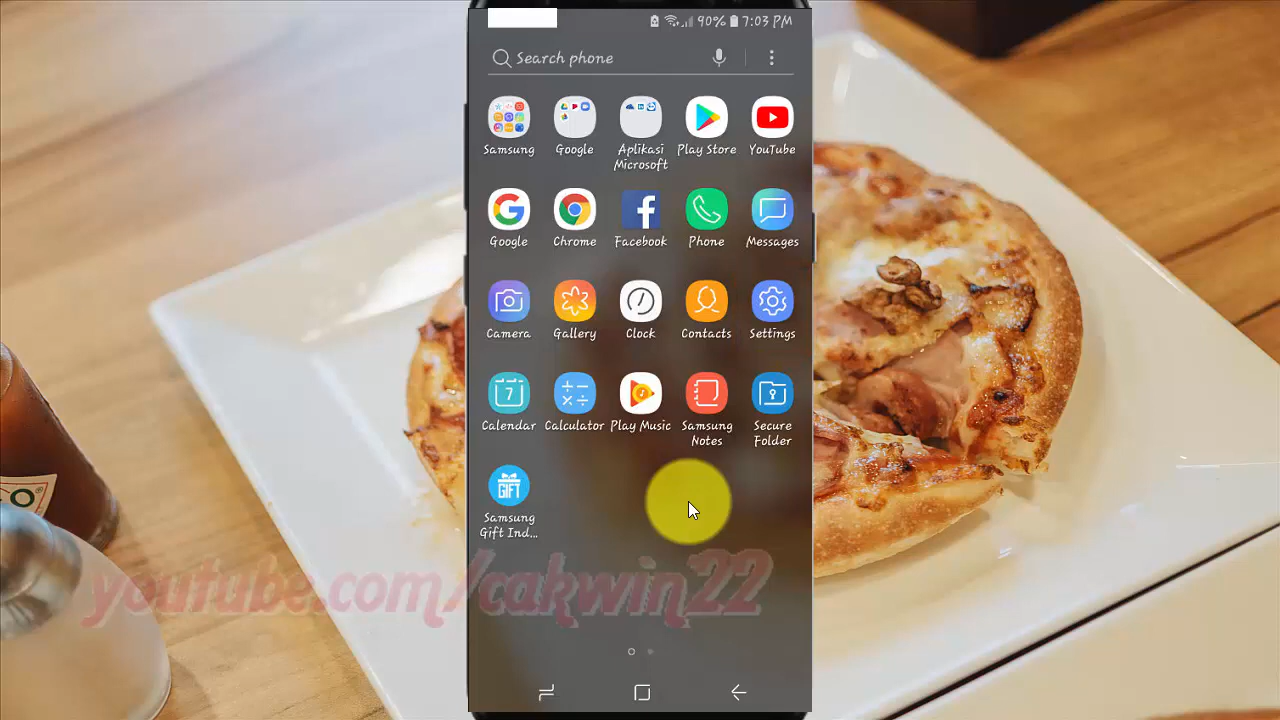 90% 7:03 PM
Search phone
Samsung Google Aplikasi Microsoft Play Store YouTube
Google Chrome Facebook Phone Messages
Camera Gallery Clock Contacts Settings
7
Calendar Calculator Play Music Samsung Notes Secure Folder
GIFT
Samsung Gift Ind...
youtube.com/cakwin22
O